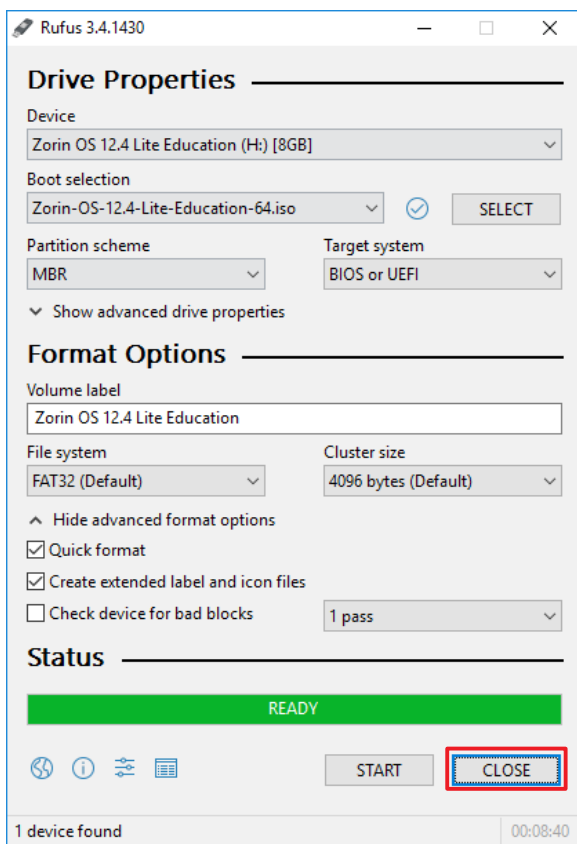 Rufus 3.4.1430
Drive Properties
Device
Zorin OS 12.4 Lite Education (H:) [8GB]
Boot selection
Zorin-OS-12.4-Lite-Education-64.iso SELECT
Partition scheme Target system
MBR BIOS or UEFI
Show advanced drive properties
Format Options
Volume label
Zorin OS 12.4 Lite Education
File system Cluster size
FAT32 (Default) 4096 bytes (Default)
Hide advanced format options
Quick format
Create extended label and icon files
Check device for bad blocks 1 pass
Status
READY
START CLOSE
1 device found 00:08:40